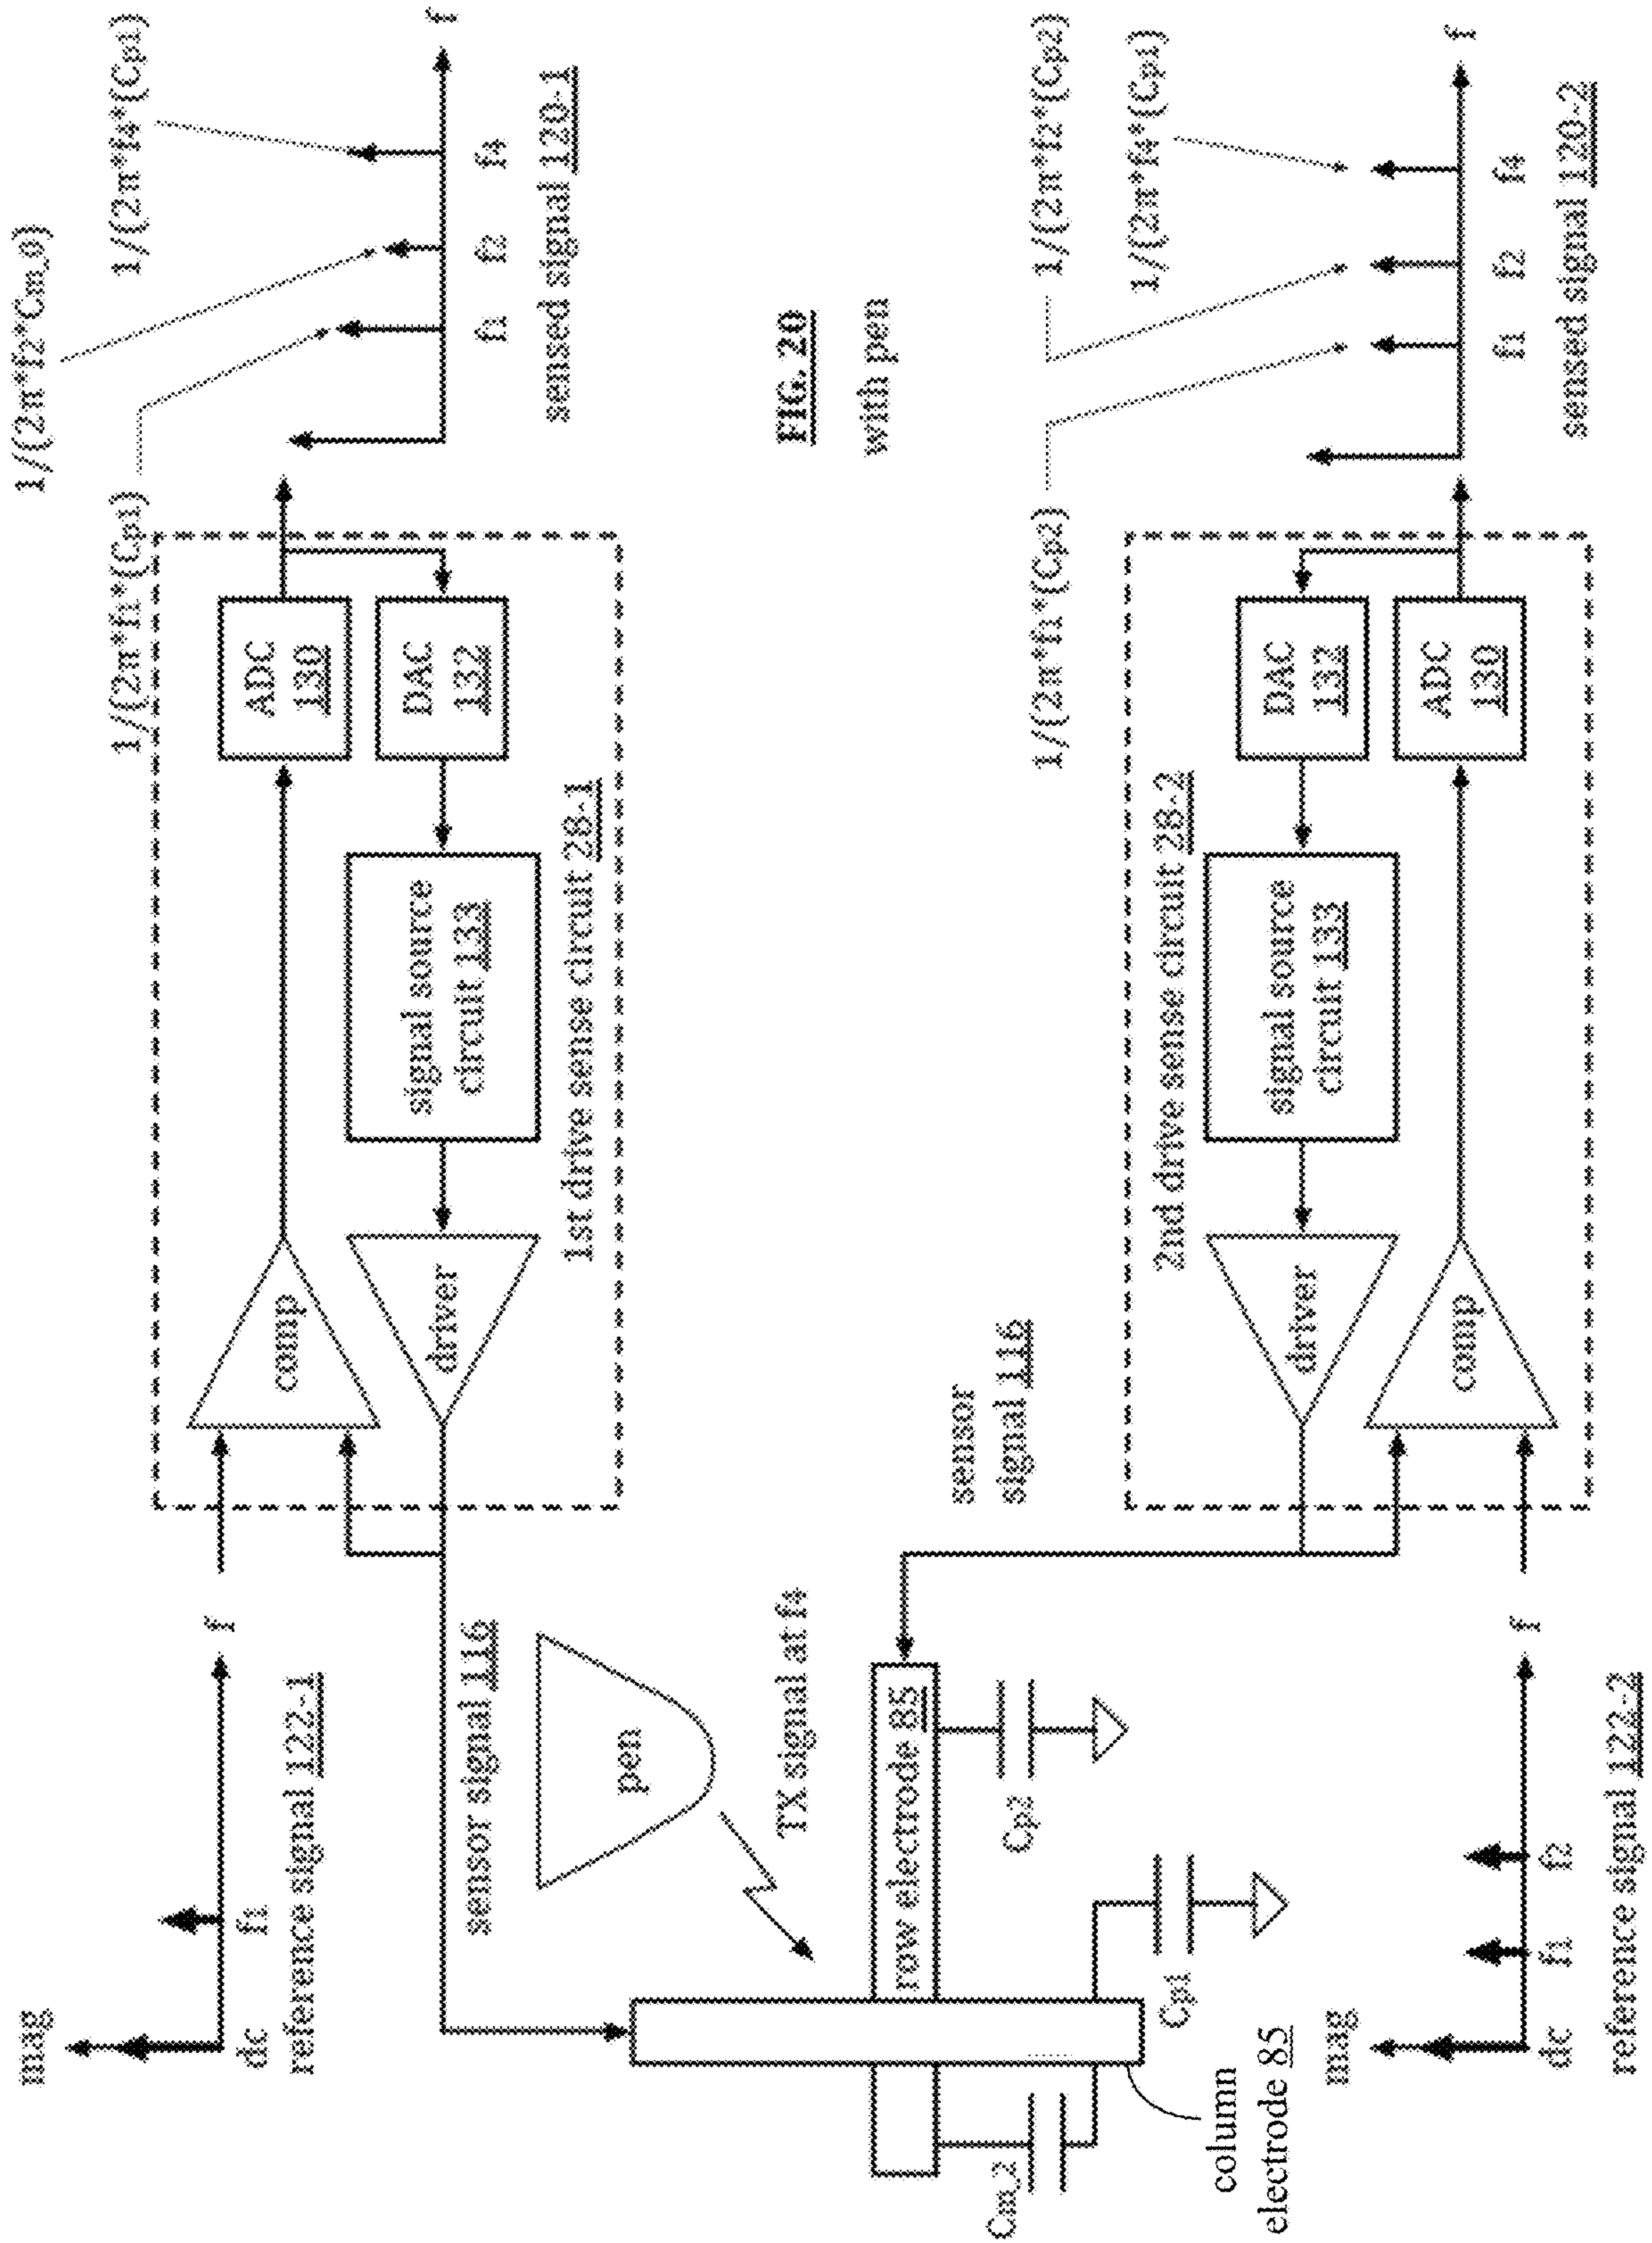 1/(2π*f2*Cm_0)
1/(2π*f1*(Cp1)
1/(2π*f4*(Cp1)
mag
dc
f1
f
reference signal 122-1
comp
ADC
130
DAC
132
signal source
circuit 133
driver
1st drive sense circuit 28-1
f1
f2
f4
f
sensed signal 120-1
sensor signal 116
pen
TX signal at f4
FIG. 20
with pen
row electrode 85
Cp2
Cp1
Cm_2
column
electrode 85
sensor
signal 116
1/(2π*f1*(Cp2)
1/(2π*f2*(Cp2)
1/(2π*f4*(Cp1)
2nd drive sense circuit 28-2
driver
signal source
circuit 133
DAC
132
comp
ADC
130
f1
f2
f4
f
sensed signal 120-2
mag
dc
f1
f2
f
reference signal 122-2